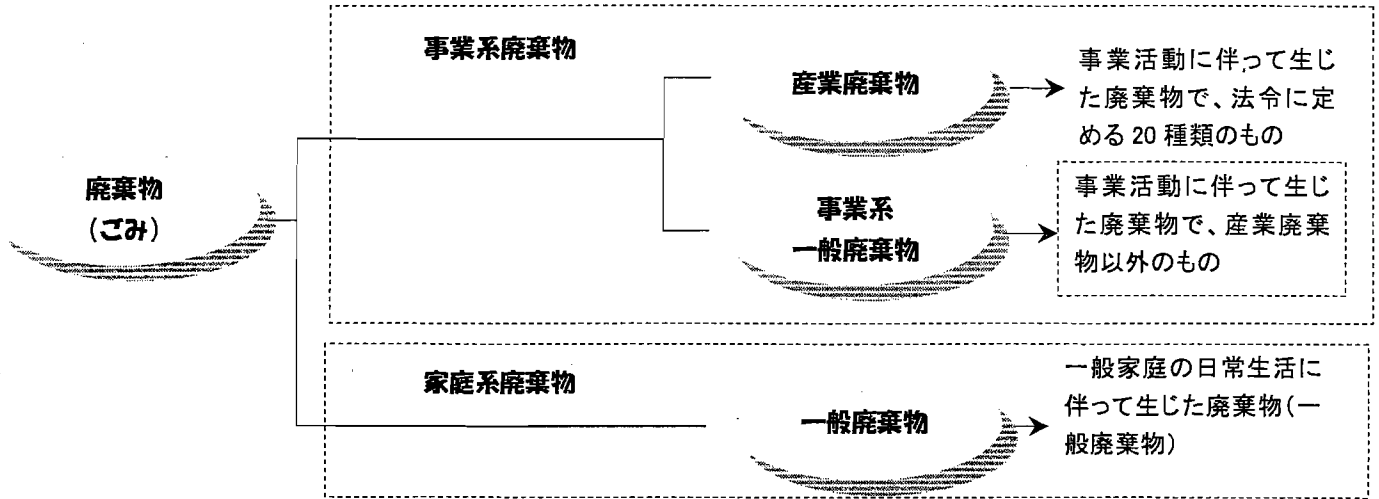 廃棄物
(ごみ)
事業系廃棄物
産業廃棄物
事業活動に伴って生じ
た廃棄物で、法令に定
める20種類のもの
事業系
一般廃棄物
事業活動に伴って生じ
た廃棄物で、産業廃棄
物以外のもの
家庭系廃棄物
一般廃棄物
一般家庭の日常生活に
伴って生じた廃棄物(一
般廃棄物)